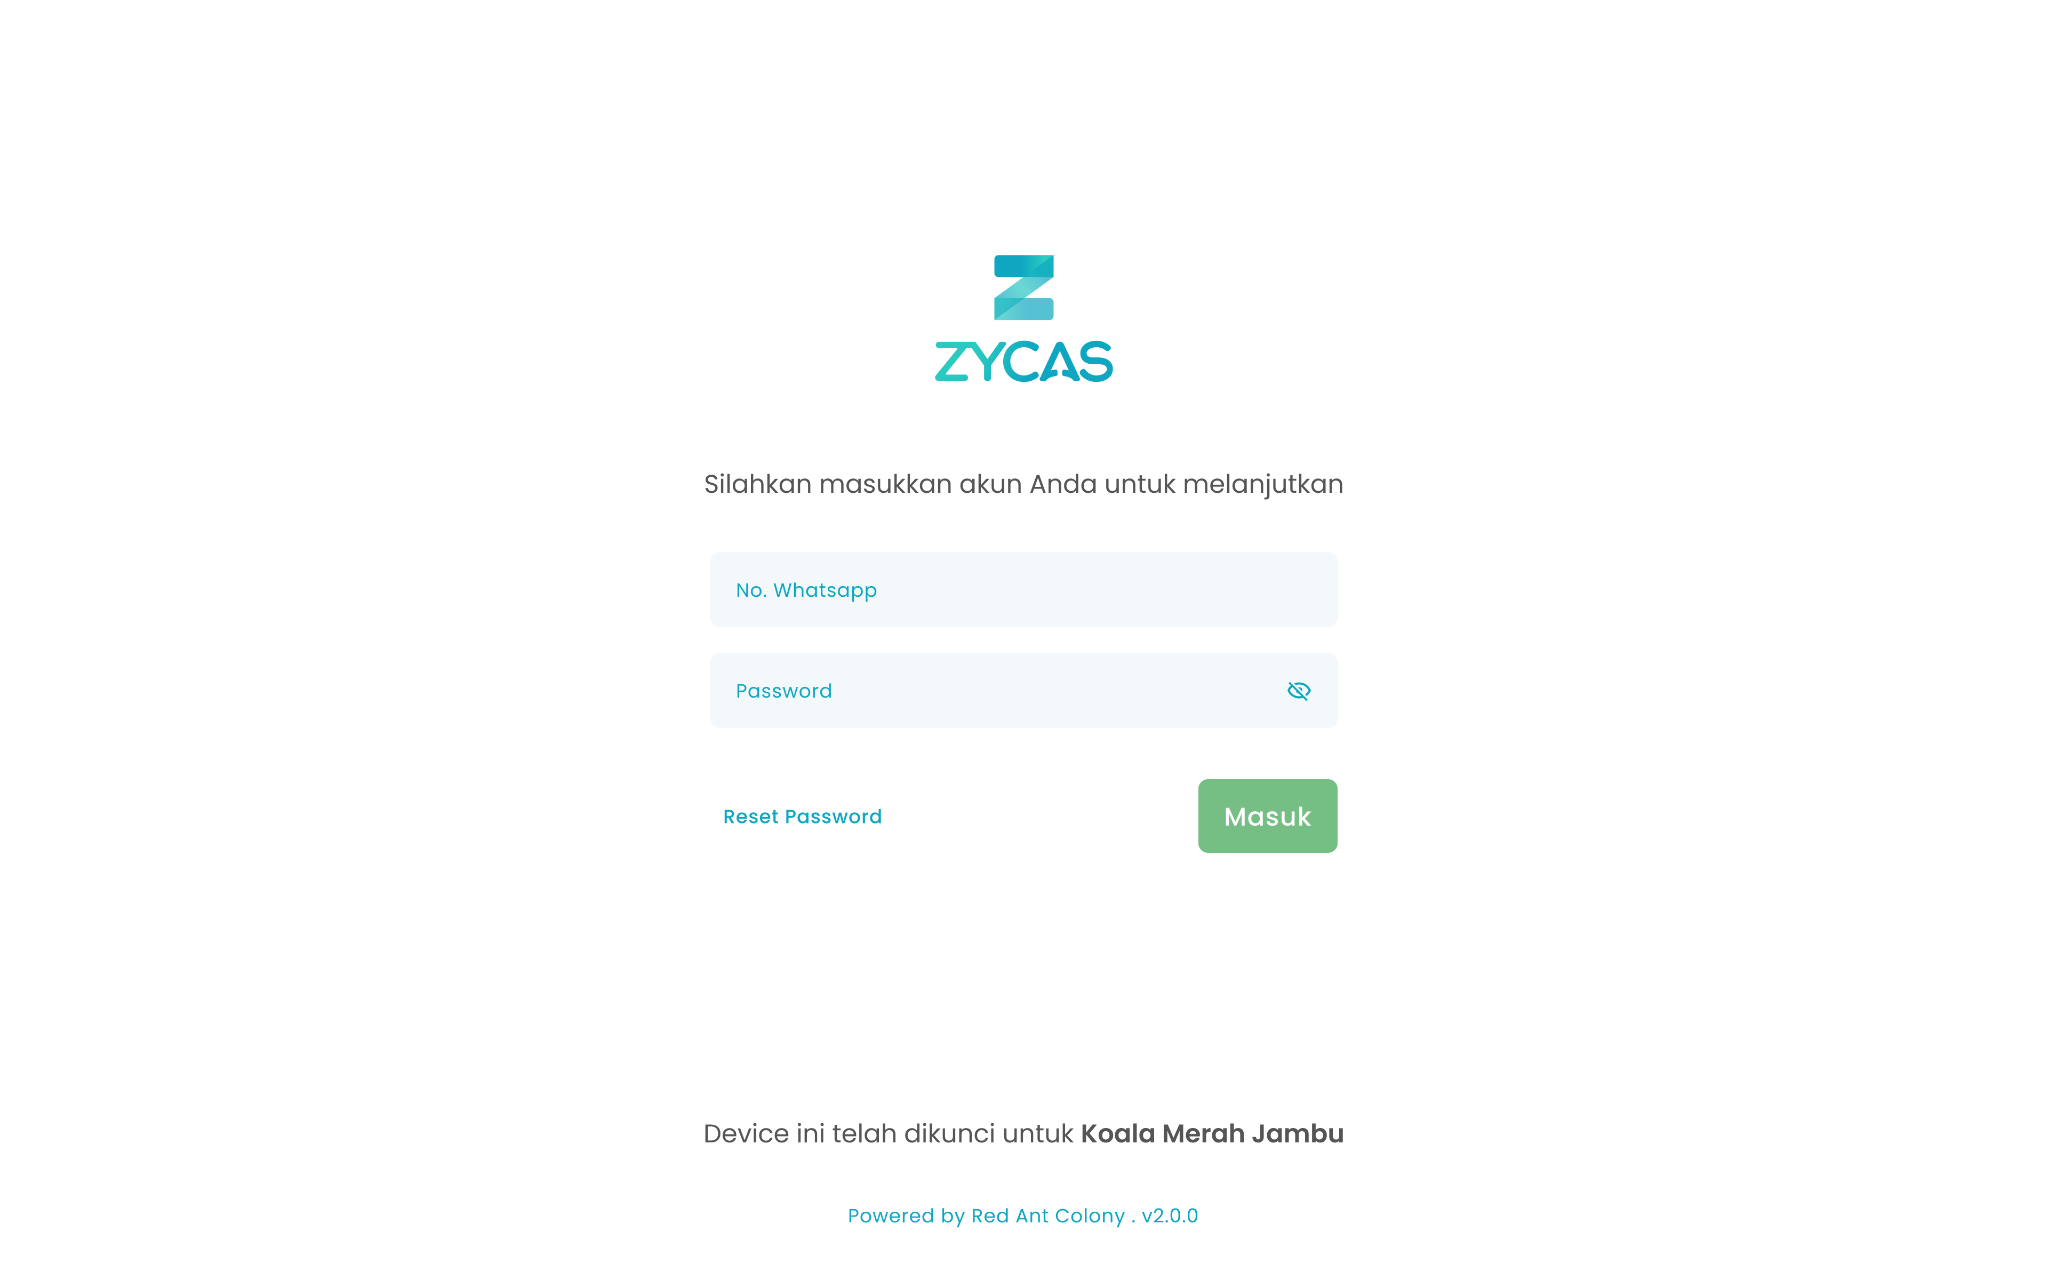 ZYCAS
Silahkan masukkan akun Anda untuk melanjutkan
No. Whatsapp
Password
Reset Password
Masuk
Device ini telah dikunci untuk Koala Merah Jambu
Powered by Red Ant Colony . v2.0.0